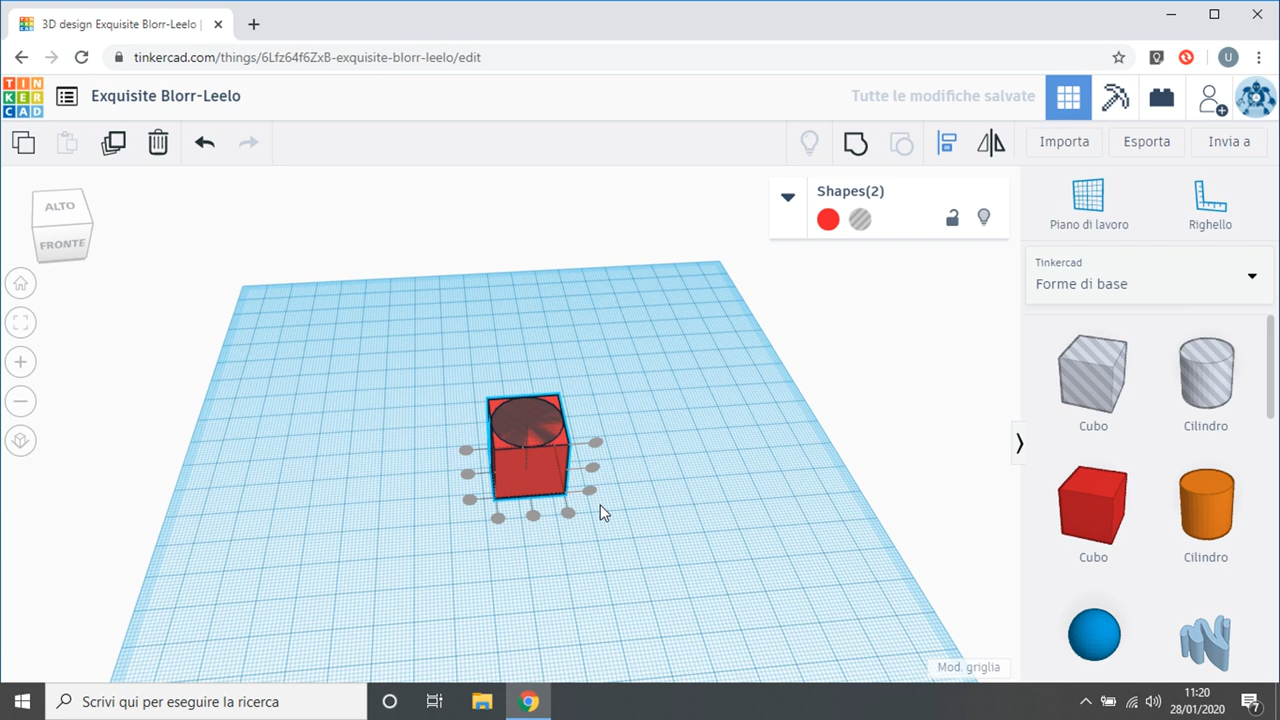 3D design Exquisite Blorr-Leelo |
tinkercad.com/things/6Lfz64f6ZxB-exquisite-blorr-leelo/edit
U
TIN
KER
CAD
Exquisite Blorr-Leelo
Tutte le modifiche salvate
Importa
Esporta
Invia a
ALTO
FRONTE
Shapes(2)
Piano di lavoro
Righello
Tinkercad
Forme di base
Cubo
Cilindro
Cubo
Cilindro
Mod. griglia
Scrivi qui per eseguire la ricerca
11:20
28/01/2020
7